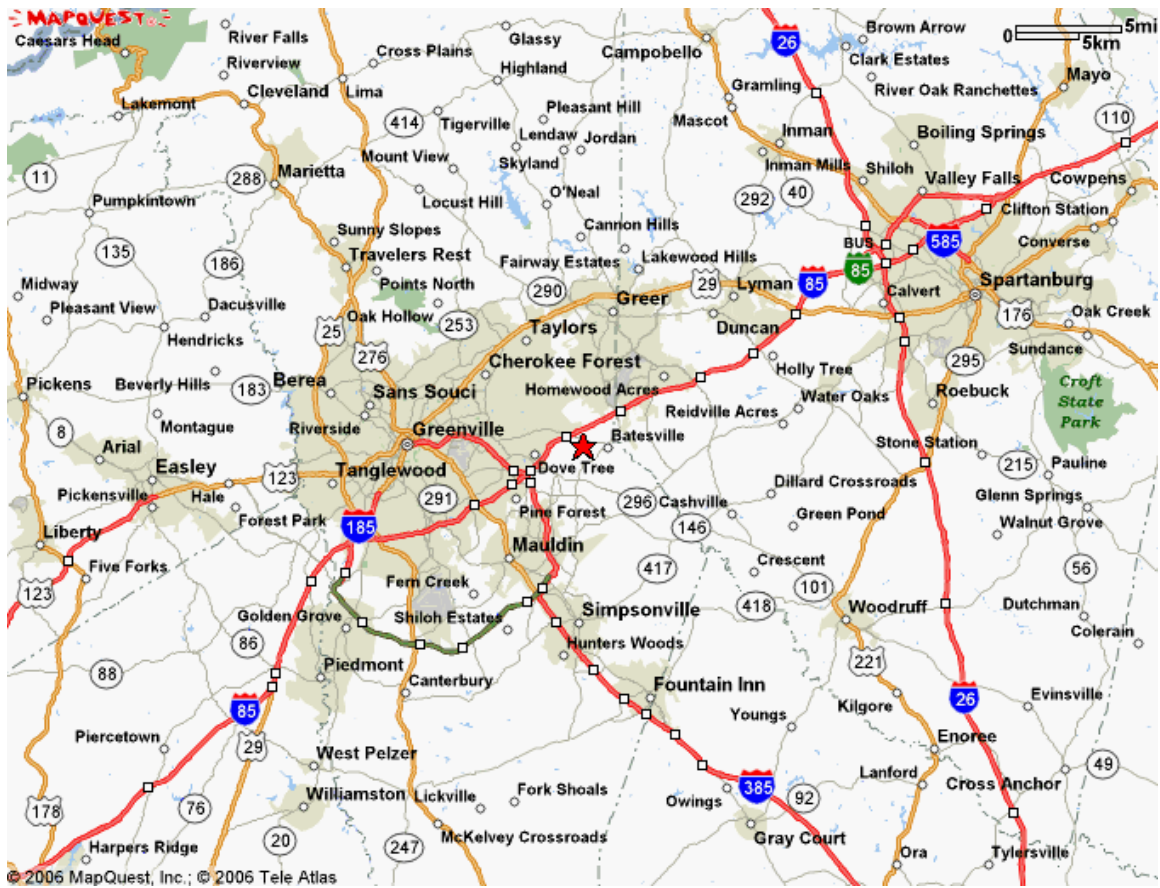 MAPQUEST
Caesars Head
River Falls
Riverview
Cross Plains
Glassy
Campobello
26
Brown Arrow
Clark Estates
0
5mi
5km
Mayo
Lakemont
Cleveland
Lima
Highland
Gramling
River Oak Ranchettes
414
Tigerville
Pleasant Hill
Mascot
Inman
Boiling Springs
110
Lendaw
Jordan
Skyland
Inman Mills
Shiloh
11
288
Marietta
Mount View
Valley Falls
Cowpens
Pumpkintown
Locust Hill
O'Neal
292
40
Clifton Station
135
186
Sunny Slopes
Cannon Hills
BUS
85
585
Converse
Travelers Rest
Fairway Estates
Lakewood Hills
Midway
Pleasant View
Dacusville
Points North
290
Greer
29
Lyman
85
Calvert
Spartanburg
176
Oak Creek
25
Oak Hollow
253
Taylors
Duncan
Hendricks
276
Sundance
Cherokee Forest
Holly Tree
295
Pickens
Beverly Hills
183
Berea
Sans Souci
Homewood Acres
Roebuck
Croft
State
Park
Water Oaks
Reidville Acres
8
Montague
Riverside
Greenville
Batesville
Stone Station
Arial
Easley
123
Tanglewood
Dove Tree
215
Pauline
Pickensville
Hale
291
Dillard Crossroads
Glenn Springs
Forest Park
Pine Forest
296
Cashville
Green Pond
Walnut Grove
Liberty
185
146
Mauldin
Five Forks
123
Fern Creek
417
Crescent
101
56
Golden Grove
Shiloh Estates
Simpsonville
418
Woodruff
Dutchman
Colerain
86
Hunters Woods
88
Piedmont
221
Canterbury
Fountain Inn
26
Evinsville
85
Youngs
Kilgore
Piercetown
29
West Pelzer
Enoree
49
385
Lanford
Cross Anchor
178
76
Williamston
Lickville
Fork Shoals
Owings
92
20
247
McKelvey Crossroads
Gray Court
Harpers Ridge
Ora
Tylersville
© 2006 MapQuest, Inc.; © 2006 Tele Atlas